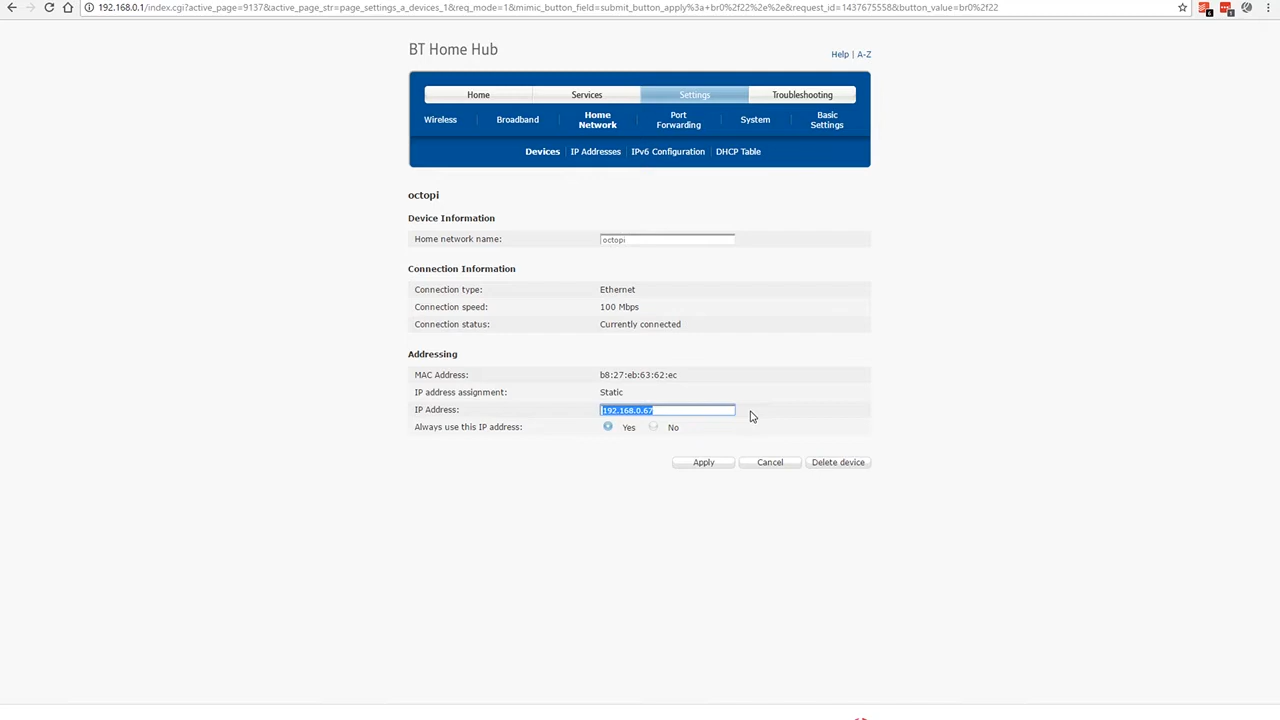 192.168.0.1/index.cgi?active_page=9137&active_page_str=page_settings_a_devices_1&req_mode=1&mimic_button_field=submit_button_apply%3a+br0%2f22%2e%2e&request_id=1437675558&button_value=br0%2f22
6
1
BT Home Hub
Help | A-Z
Home Services Settings Troubleshooting
Wireless | Broadband | Home Network | Port Forwarding | System | Basic Settings
Devices | IP Addresses | IPv6 Configuration | DHCP Table
octopi
Device Information
Home network name: octopi
Connection Information
Connection type: Ethernet
Connection speed: 100 Mbps
Connection status: Currently connected
Addressing
MAC Address: b8:27:eb:63:62:ec
IP address assignment: Static
IP Address: 192.168.0.67
Always use this IP address: Yes No
Apply Cancel Delete device